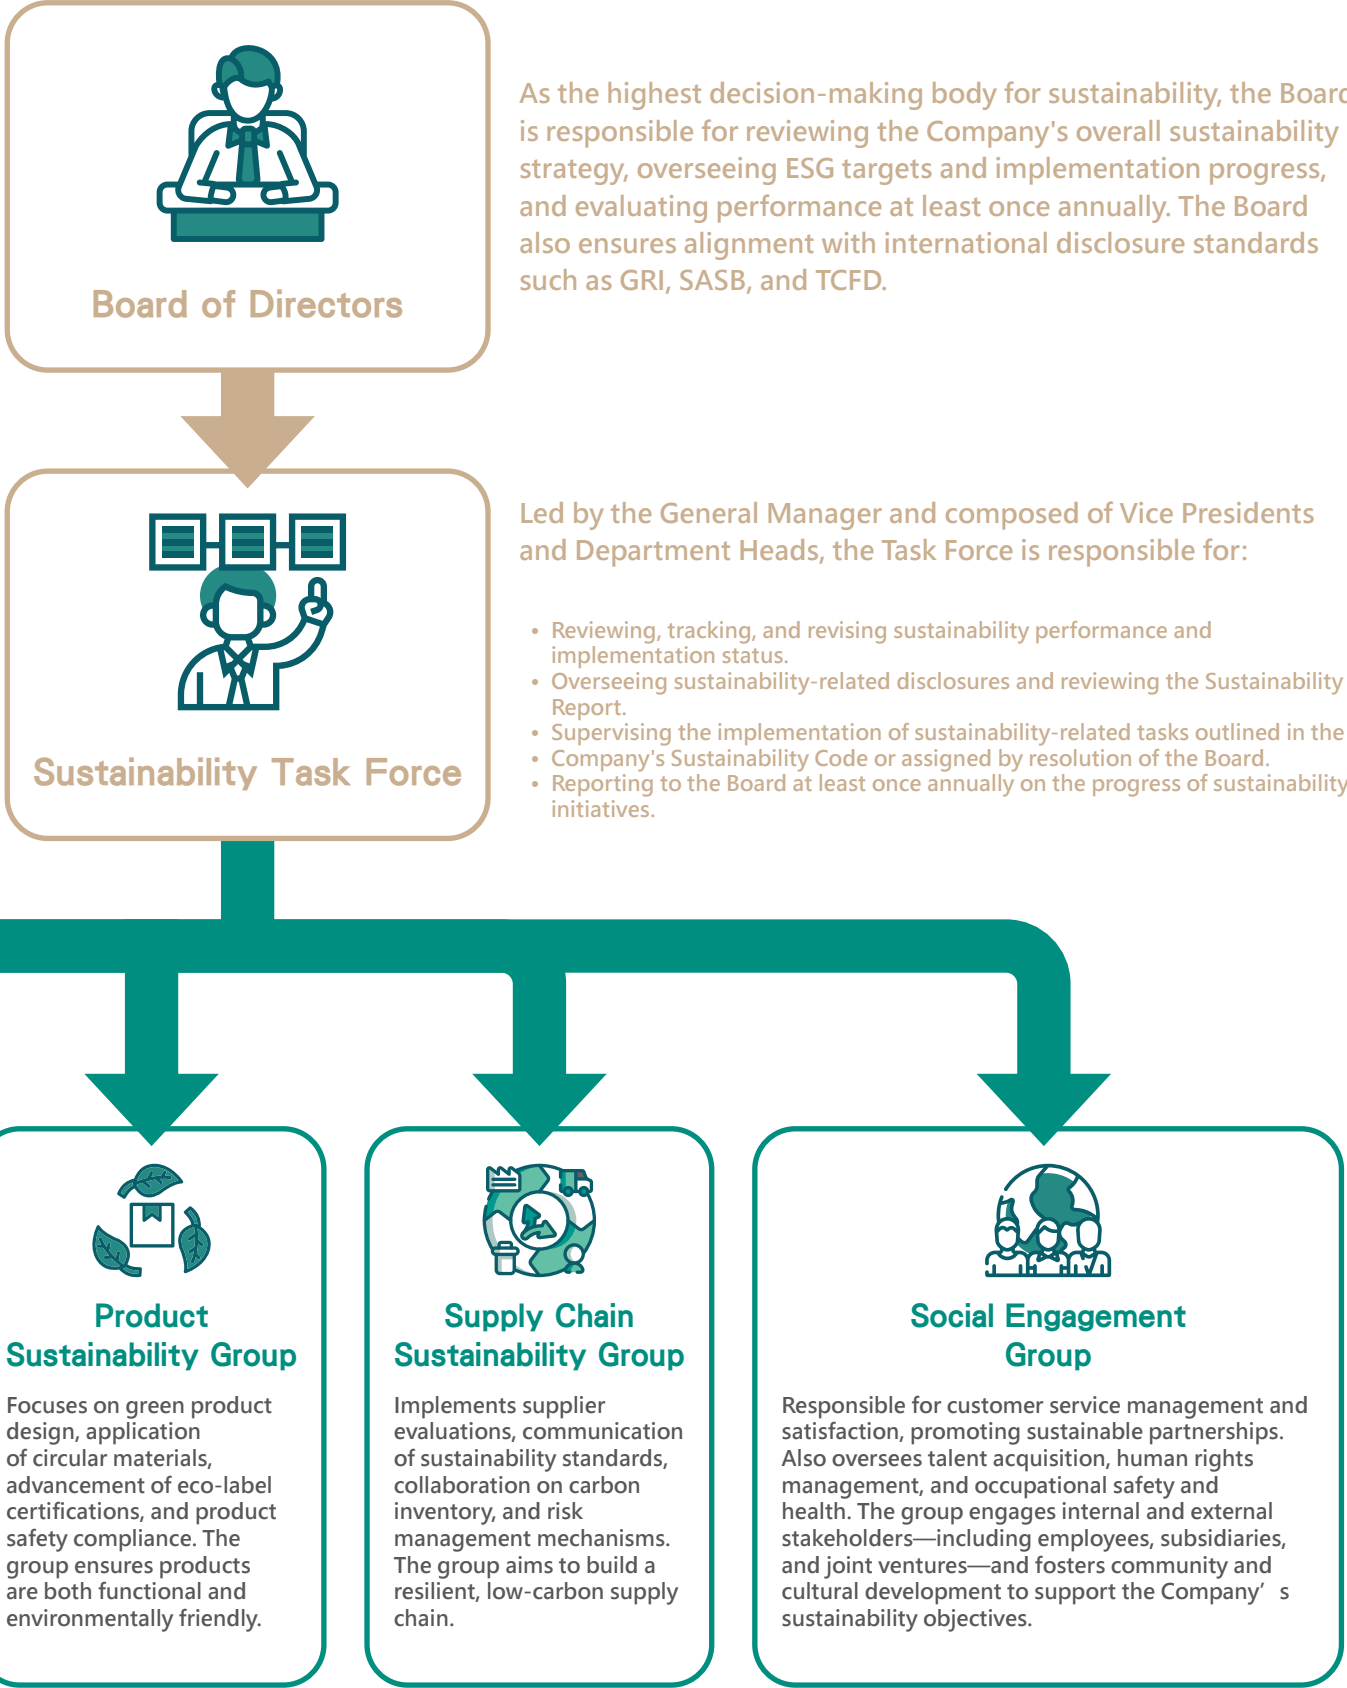 As the highest decision-making body for sustainability, the Board
is responsible for reviewing the Company's overall sustainability
strategy, overseeing ESG targets and implementation progress,
and evaluating performance at least once annually. The Board
also ensures alignment with international disclosure standards
such as GRI, SASB, and TCFD.
Board of Directors
Led by the General Manager and composed of Vice Presidents
and Department Heads, the Task Force is responsible for:
• Reviewing, tracking, and revising sustainability performance and
implementation status.
• Overseeing sustainability-related disclosures and reviewing the Sustainability
Report.
• Supervising the implementation of sustainability-related tasks outlined in the
• Company's Sustainability Code or assigned by resolution of the Board.
• Reporting to the Board at least once annually on the progress of sustainability
initiatives.
Sustainability Task Force
Product
Sustainability Group
Focuses on green product
design, application
of circular materials,
advancement of eco-label
certifications, and product
safety compliance. The
group ensures products
are both functional and
environmentally friendly.
Supply Chain
Sustainability Group
Implements supplier
evaluations, communication
of sustainability standards,
collaboration on carbon
inventory, and risk
management mechanisms.
The group aims to build a
resilient, low-carbon supply
chain.
Social Engagement
Group
Responsible for customer service management and
satisfaction, promoting sustainable partnerships.
Also oversees talent acquisition, human rights
management, and occupational safety and
health. The group engages internal and external
stakeholders—including employees, subsidiaries,
and joint ventures—and fosters community and
cultural development to support the Company’ s
sustainability objectives.